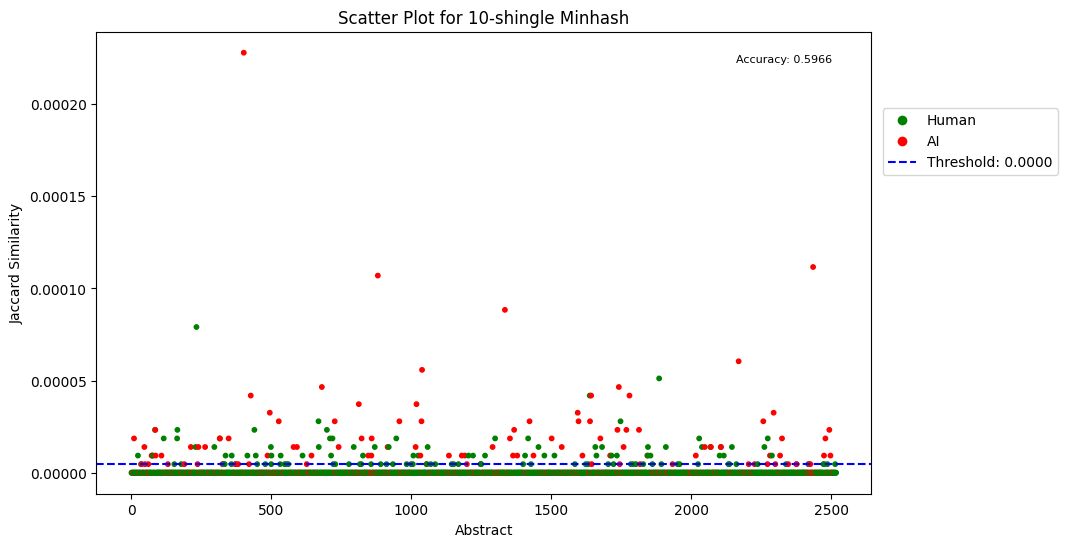 Scatter Plot for 10-shingle Minhash
Accuracy: 0.5966
Human
AI
Threshold: 0.0000
Jaccard Similarity
0.00020
0.00015
0.00010
0.00005
0.00000
0
500
1000
1500
2000
2500
Abstract